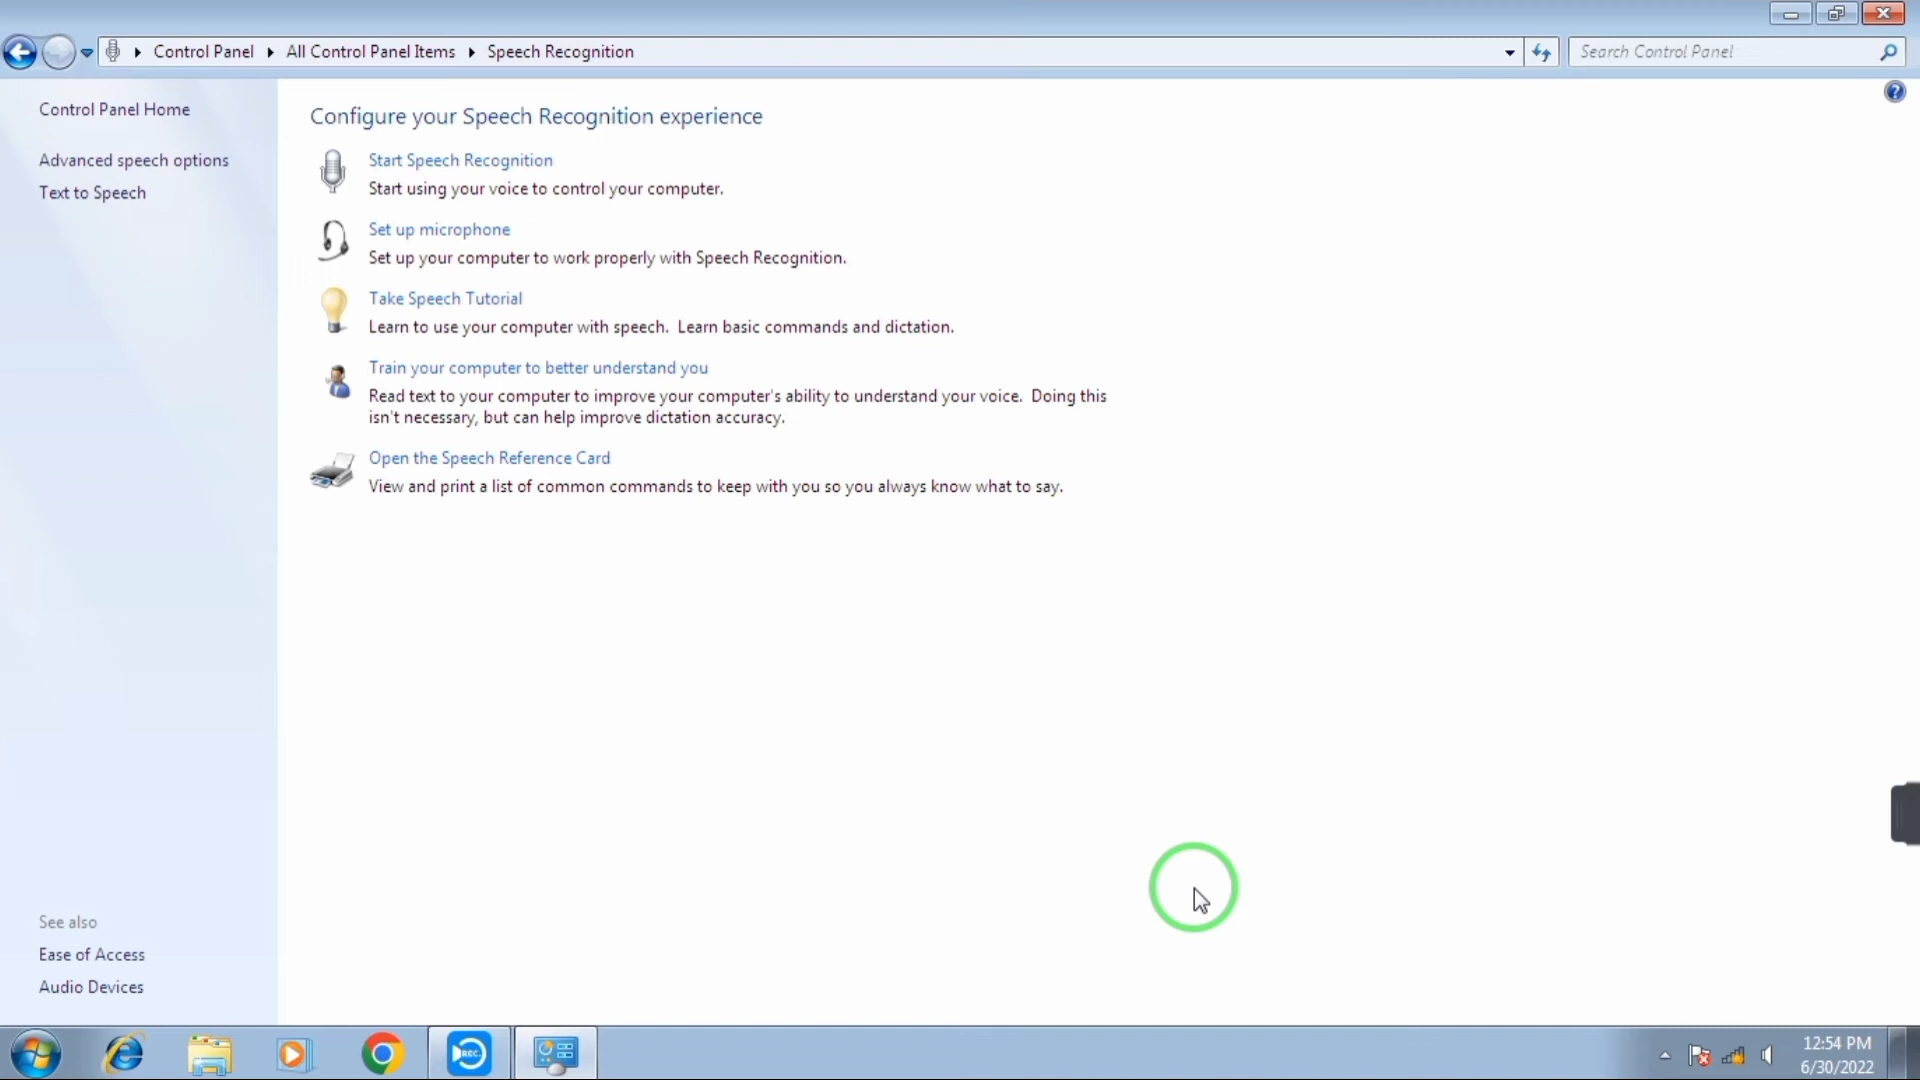 Control Panel ▸ All Control Panel Items ▸ Speech Recognition
Search Control Panel
Control Panel Home
Advanced speech options
Text to Speech
Configure your Speech Recognition experience
Start Speech Recognition
Start using your voice to control your computer.
Set up microphone
Set up your computer to work properly with Speech Recognition.
Take Speech Tutorial
Learn to use your computer with speech. Learn basic commands and dictation.
Train your computer to better understand you
Read text to your computer to improve your computer's ability to understand your voice. Doing this
isn't necessary, but can help improve dictation accuracy.
Open the Speech Reference Card
View and print a list of common commands to keep with you so you always know what to say.
See also
Ease of Access
Audio Devices
REC
12:54 PM
6/30/2022